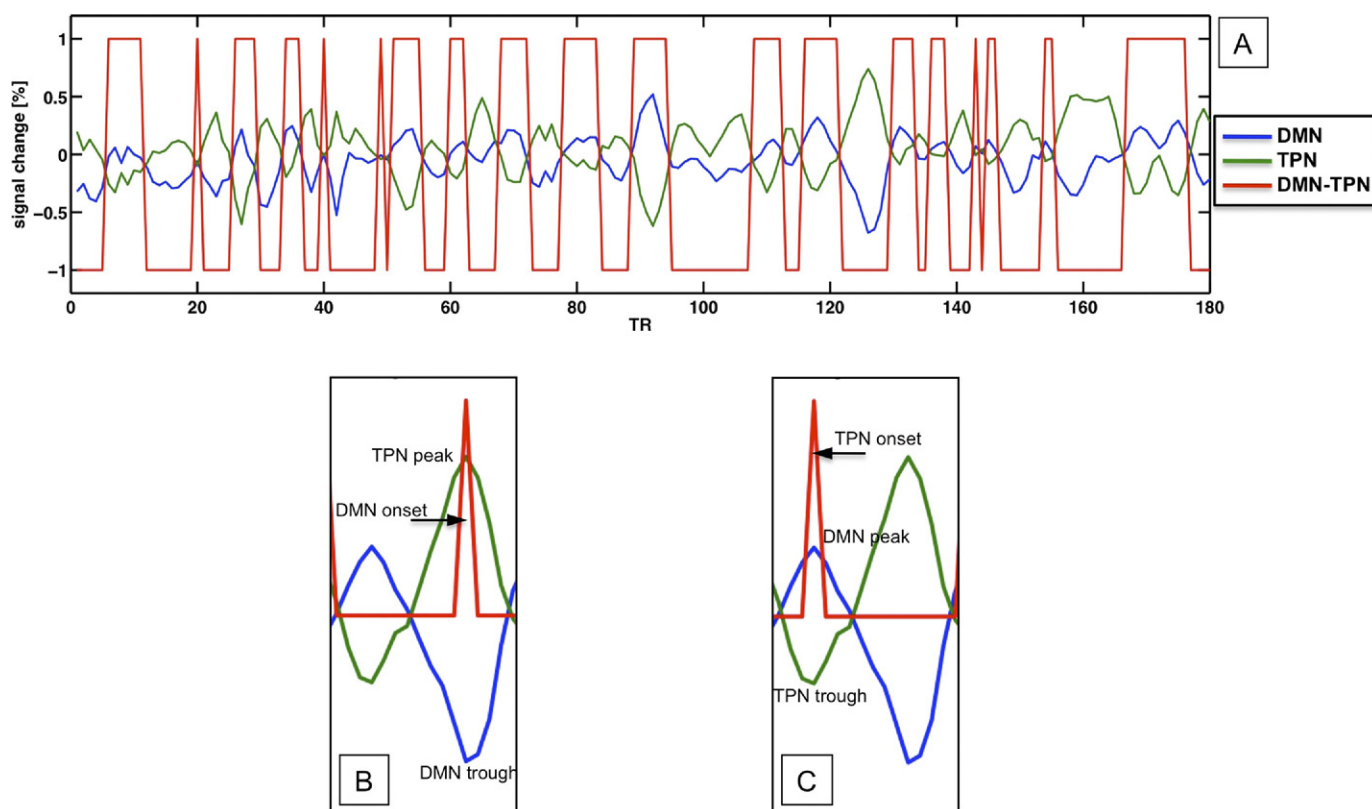 A
signal change [%]
1
0.5
0
−0.5
−1
0 20 40 60 80 100 120 140 160 180
TR
DMN
TPN
DMN-TPN
TPN peak
DMN onset
DMN trough
B
TPN onset
DMN peak
TPN trough
C